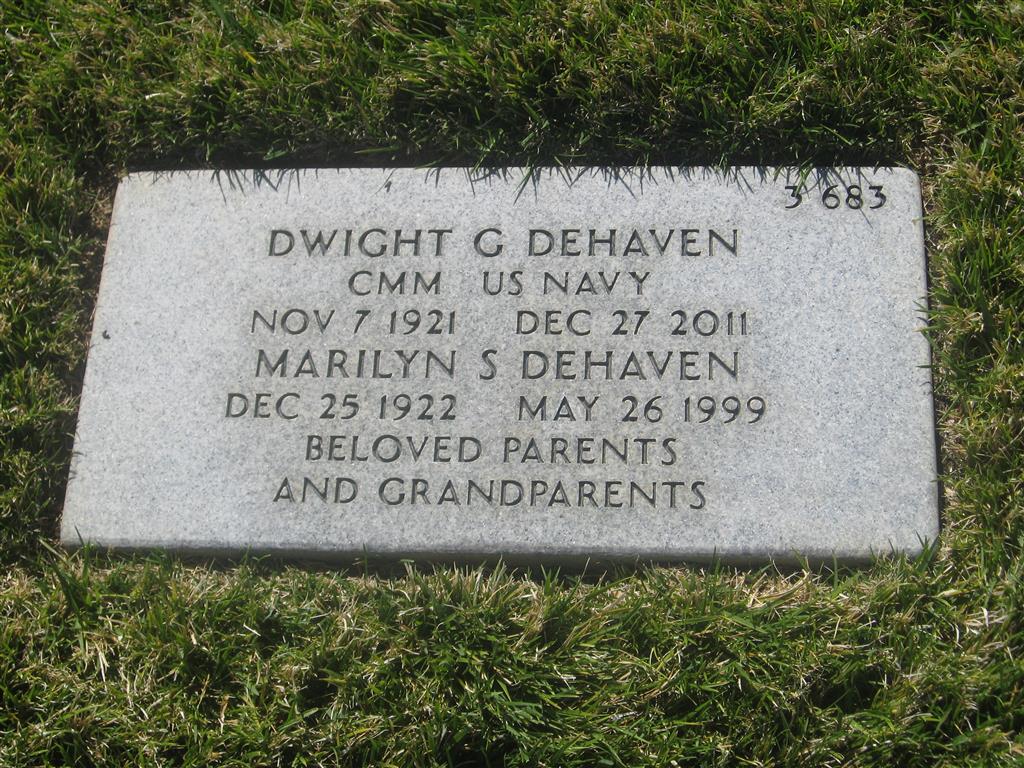 3 683
DWIGHT G DEHAVEN
CMM US NAVY
NOV 7 1921 DEC 27 2011
MARILYN S DEHAVEN
DEC 25 1922 MAY 26 1999
BELOVED PARENTS
AND GRANDPARENTS